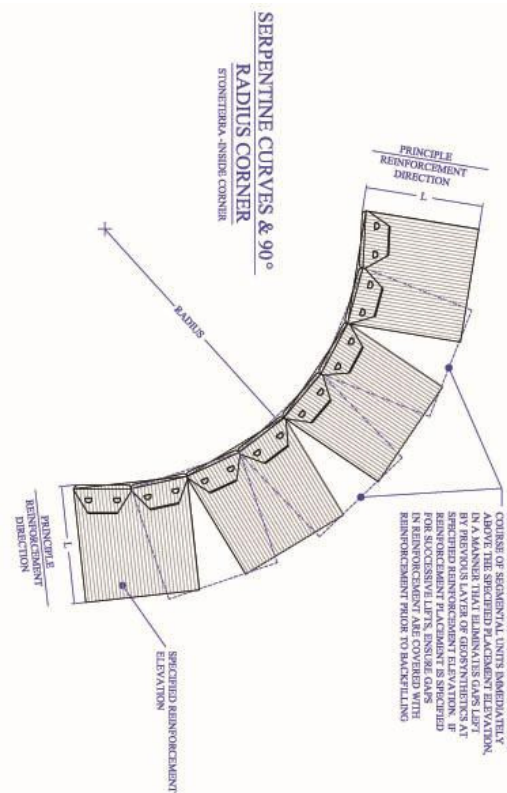 SERPENTINE CURVES & 90°
RADIUS CORNER
STONETERRA -INSIDE CORNER
PRINCIPLE
REINFORCEMENT
DIRECTION
L
RADIUS
COURSE OF SEGMENTAL UNITS IMMEDIATELY
ABOVE THE SPECIFIED PLACEMENT ELEVATION,
IN A MANNER THAT ELIMINATES GAPS LEFT
BY PREVIOUS LAYER OF GEOSYNTHETICS AT
SPECIFIED REINFORCEMENT ELEVATION. IF
REINFORCEMENT PLACEMENT IS SPECIFIED
FOR SUCCESSIVE LIFTS, ENSURE GAPS
IN REINFORCEMENT ARE COVERED WITH
REINFORCEMENT PRIOR TO BACKFILLING
L
PRINCIPLE
REINFORCEMENT
DIRECTION
SPECIFIED REINFORCEMENT
ELEVATION